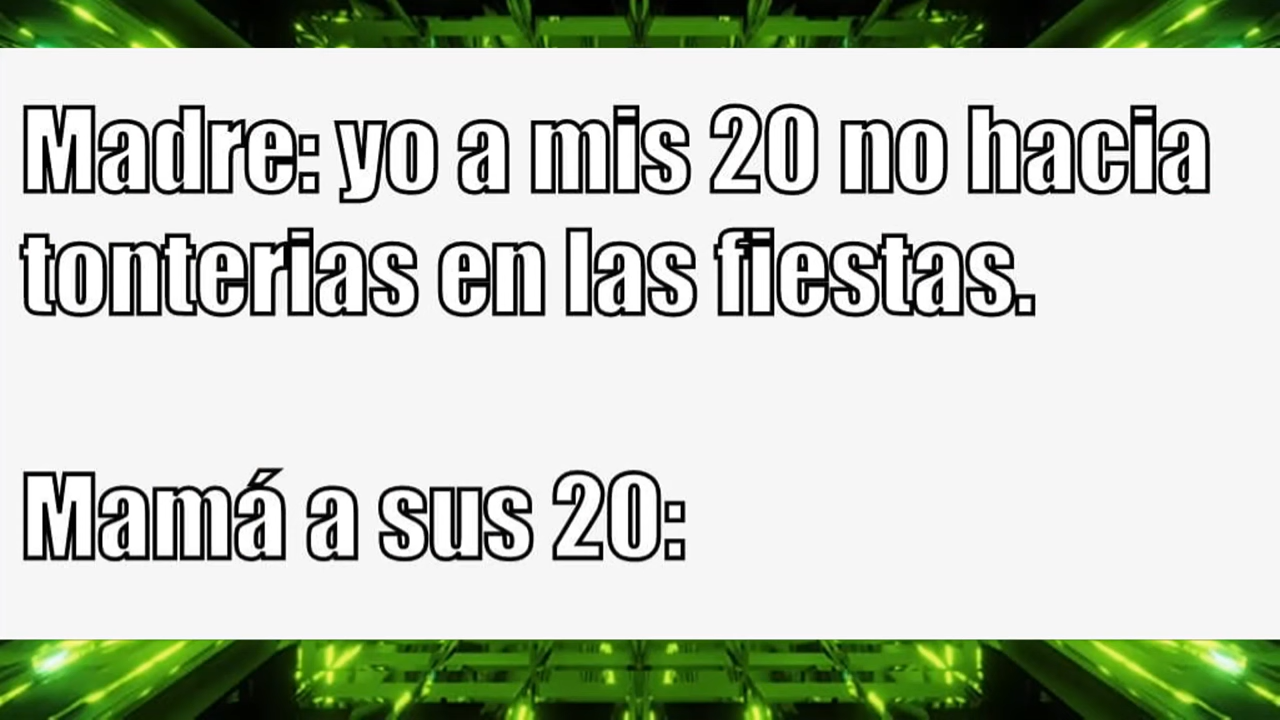 Madre: yo a mis 20 no hacia
tonterias en las fiestas.
Mamá a sus 20: